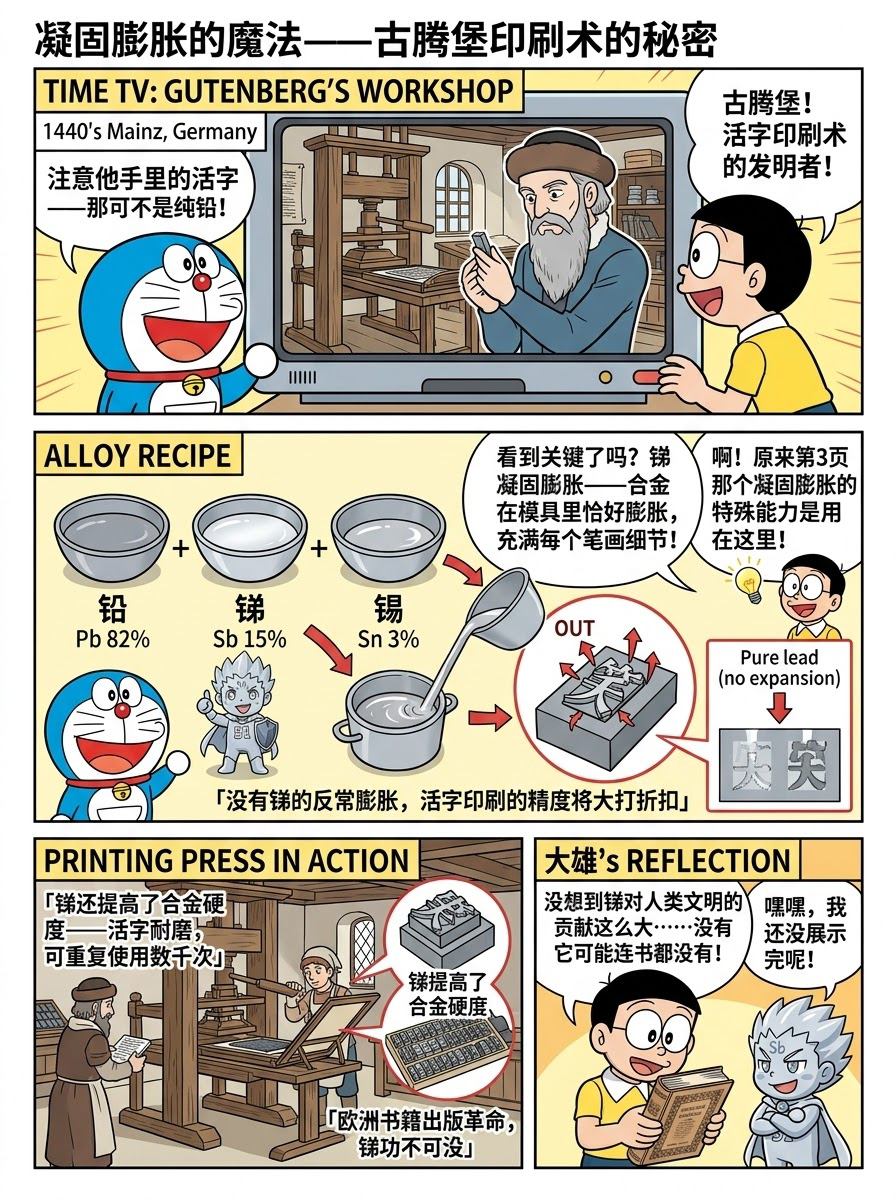 凝固膨胀的魔法——古腾堡印刷术的秘密
TIME TV: GUTENBERG'S WORKSHOP
1440's Mainz, Germany
注意他手里的活字
——那可不是纯铅！
古腾堡！
活字印刷术
的发明者！
ALLOY RECIPE
看到关键了吗？锑
凝固膨胀——合金
在模具里恰好膨胀，
充满每个笔画细节！
啊！原来第3页
那个凝固膨胀的
特殊能力是用
在这里！
+
+
铅
Pb 82%
锑
Sb 15%
锡
Sn 3%
OUT
Pure lead
(no expansion)
「没有锑的反常膨胀，活字印刷的精度将大打折扣」
PRINTING PRESS IN ACTION
「锑还提高了合金硬
度——活字耐磨，
可重复使用数千次」
锑提高了
合金硬度
「欧洲书籍出版革命，
锑功不可没」
大雄's REFLECTION
没想到锑对人类文明的
贡献这么大……没有
它可能连书都没有！
嘿嘿，我
还没展示
完呢！
Sb